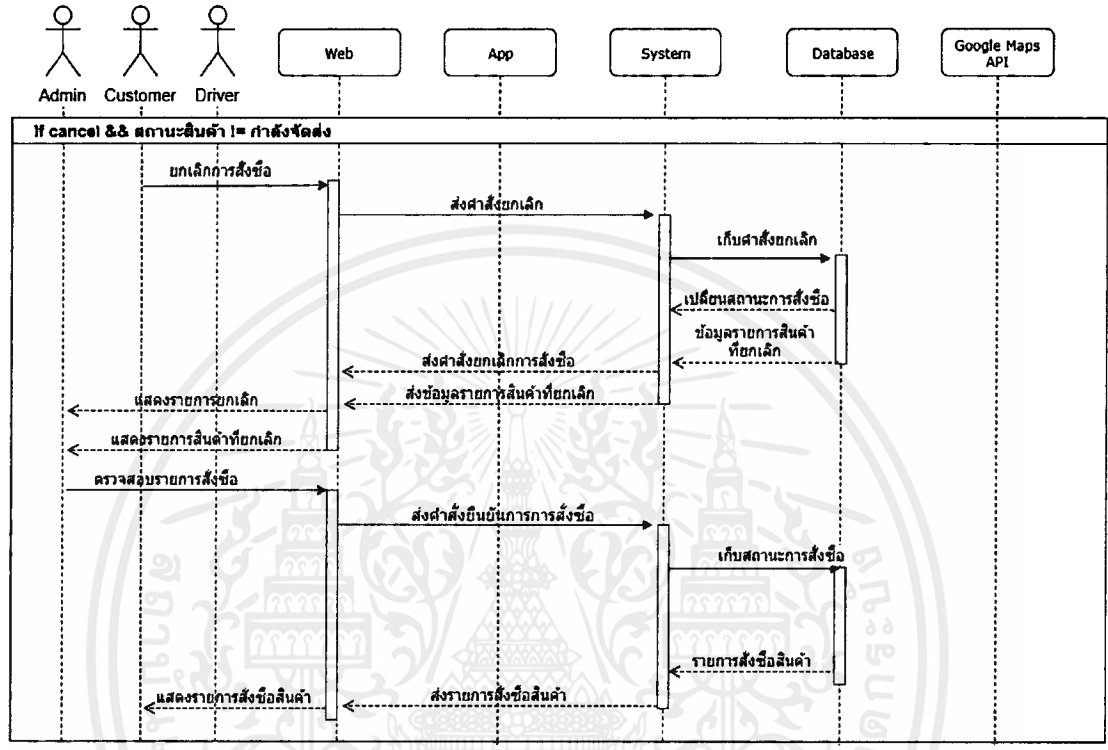 Admin
Customer
Driver
Web
App
System
Database
Google Maps
API
If cancel && สถานะสินค้า != กำลังจัดส่ง
ยกเลิกการสั่งซื้อ
ส่งคำสั่งยกเลิก
เก็บคำสั่งยกเลิก
เปลี่ยนสถานะการสั่งซื้อ
ข้อมูลรายการสินค้า
ที่ยกเลิก
ส่งคำสั่งยกเลิกการสั่งซื้อ
ส่งข้อมูลรายการสินค้าที่ยกเลิก
แสดงรายการยกเลิก
แสดงรายการสินค้าที่ยกเลิก
ตรวจสอบรายการสั่งซื้อ
ส่งคำสั่งยืนยันการการสั่งซื้อ
เก็บสถานะการสั่งซื้อ
รายการสั่งซื้อสินค้า
ส่งรายการสั่งซื้อสินค้า
แสดงรายการสั่งซื้อสินค้า